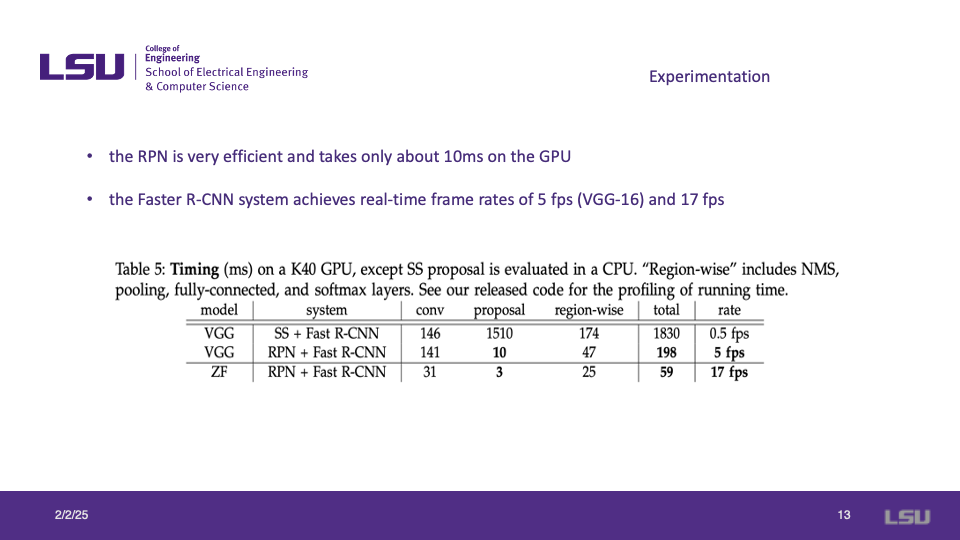 LSU
College of
Engineering
School of Electrical Engineering
& Computer Science
Experimentation
• the RPN is very efficient and takes only about 10ms on the GPU
• the Faster R-CNN system achieves real-time frame rates of 5 fps (VGG-16) and 17 fps
Table 5: Timing (ms) on a K40 GPU, except SS proposal is evaluated in a CPU. “Region-wise” includes NMS,
pooling, fully-connected, and softmax layers. See our released code for the profiling of running time.
model system conv proposal region-wise total rate
VGG SS + Fast R-CNN 146 1510 174 1830 0.5 fps
VGG RPN + Fast R-CNN 141 10 47 198 5 fps
ZF RPN + Fast R-CNN 31 3 25 59 17 fps
2/2/25
13
LSU